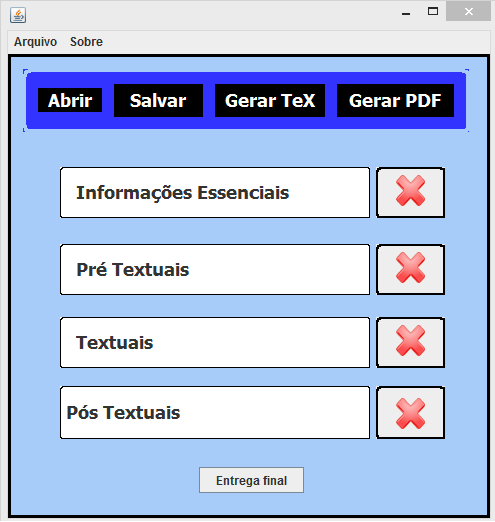 Arquivo Sobre
Abrir Salvar Gerar TeX Gerar PDF
Informações Essenciais
Pré Textuais
Textuais
Pós Textuais
Entrega final